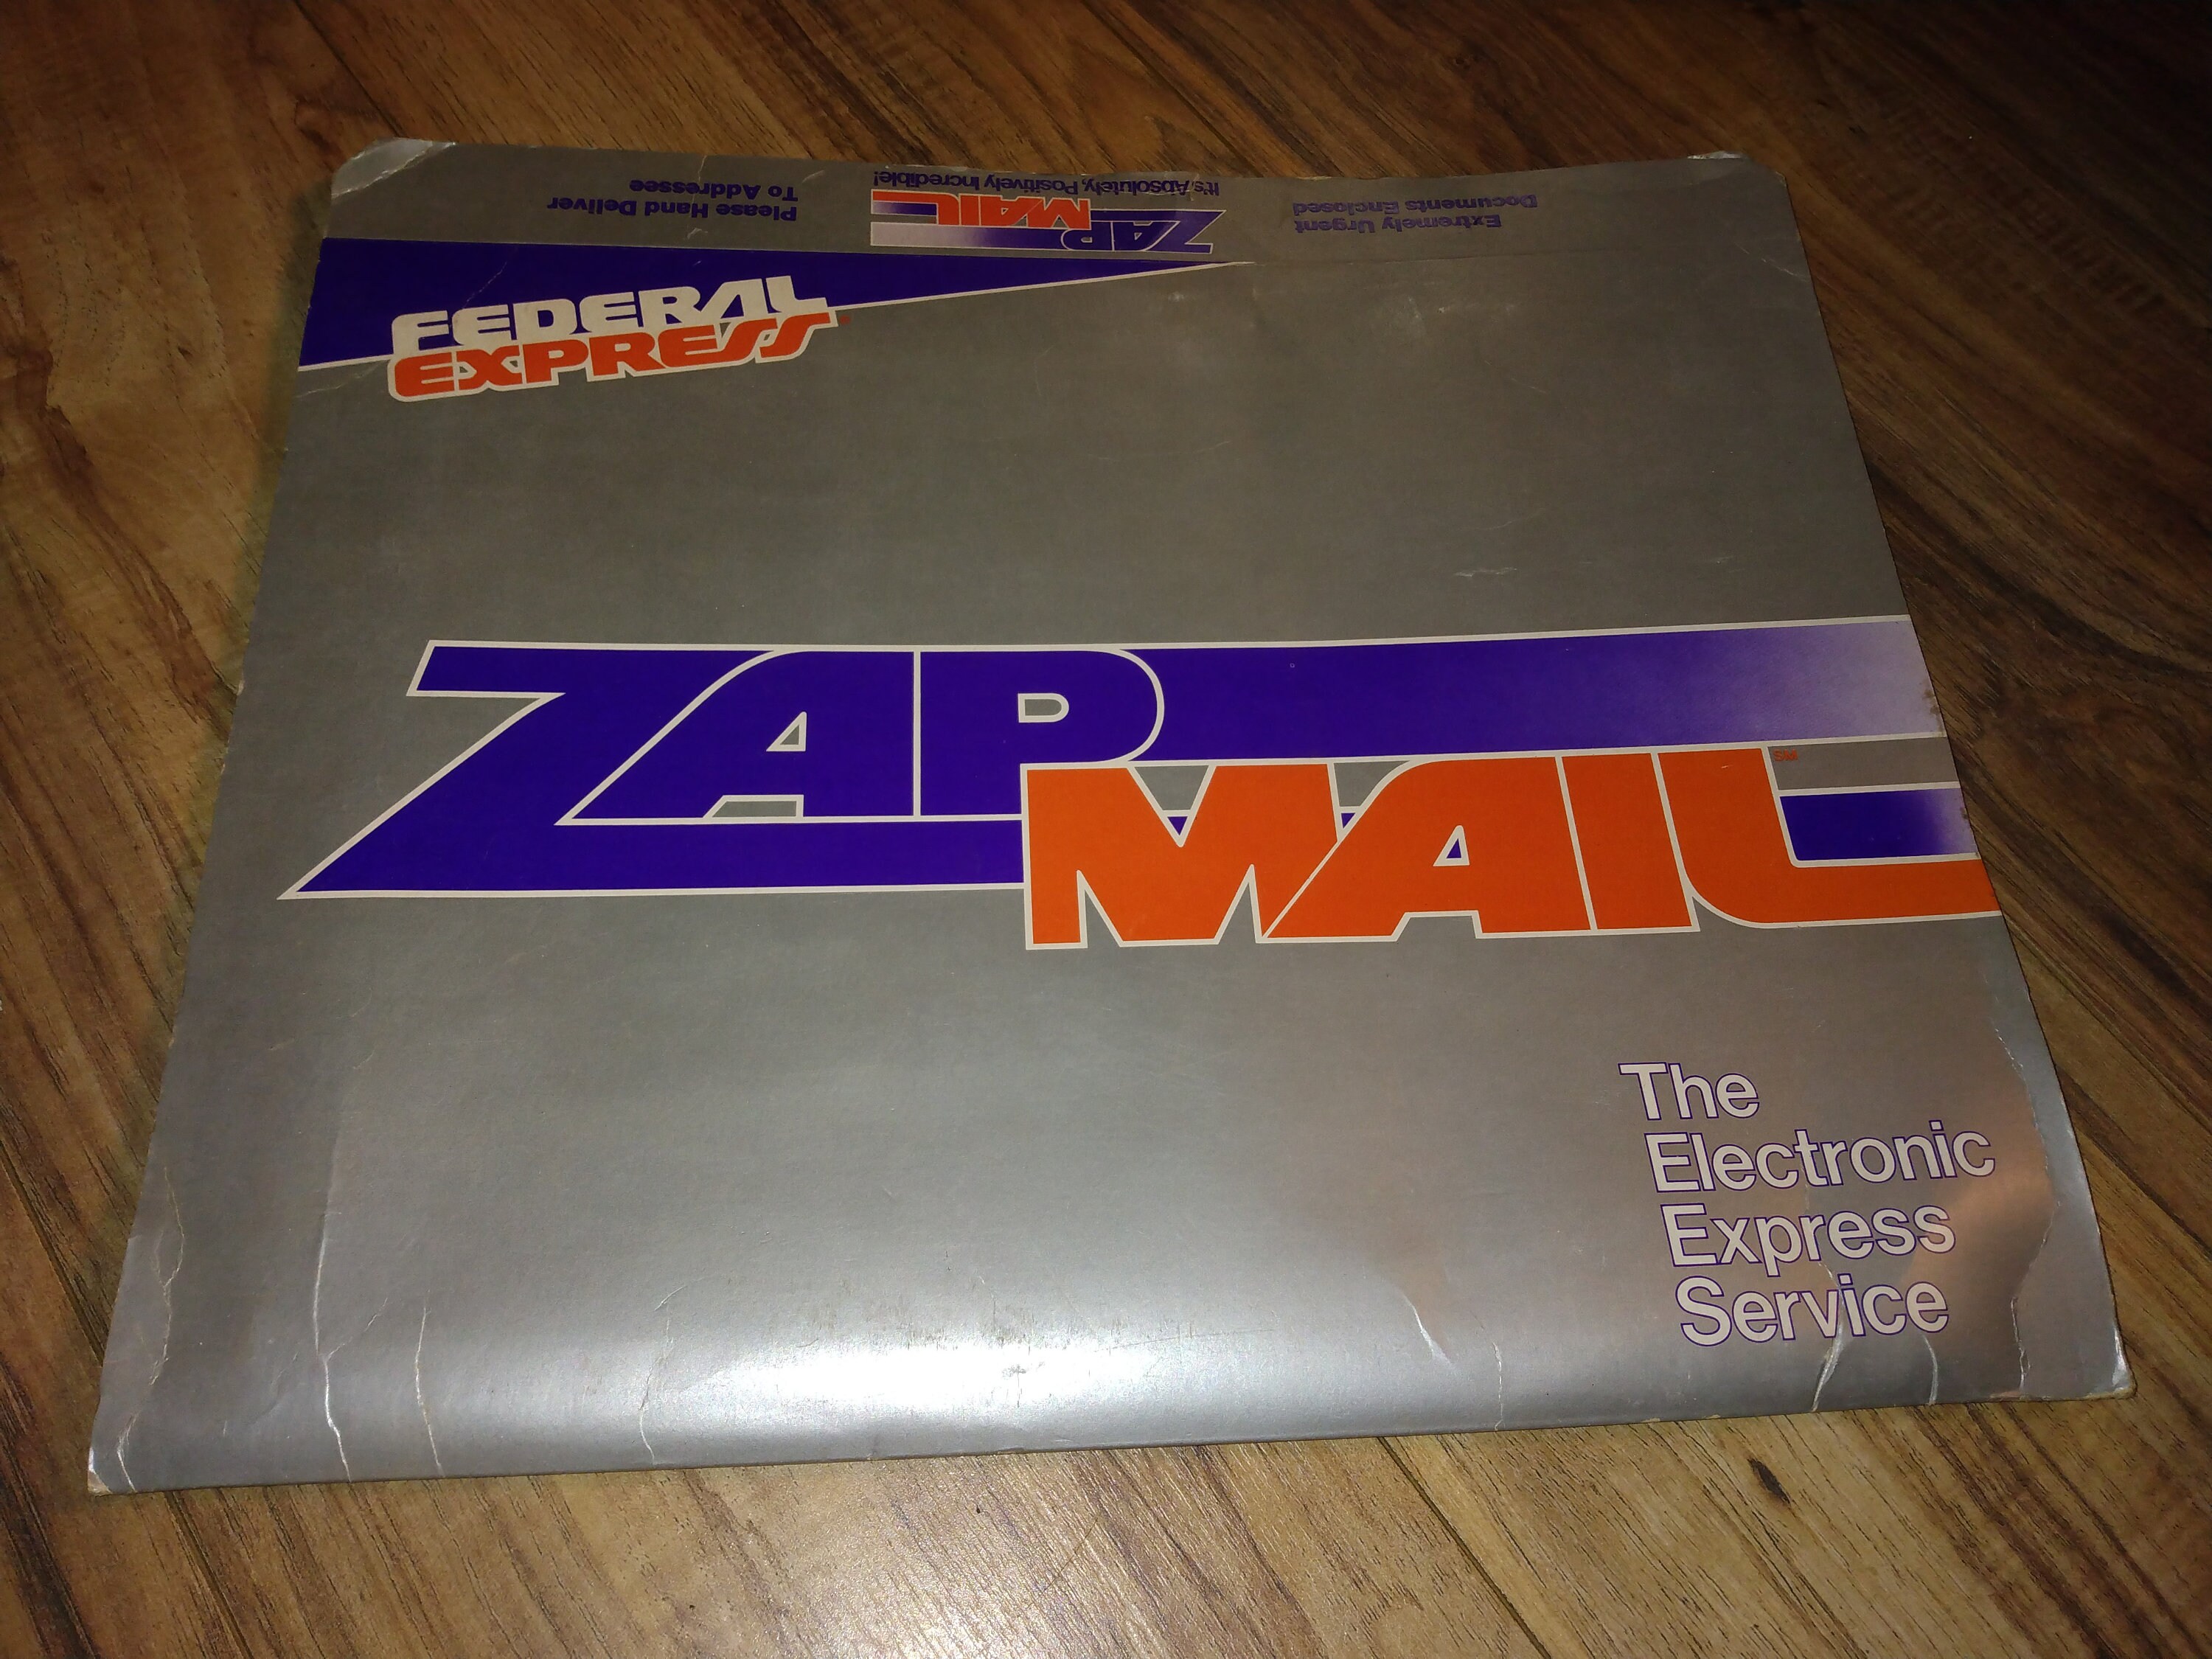 Please Hand Deliver
To Addressee
ZAP
MAIL
It's Absolutely, Positively Incredible!
Extremely Urgent
Documents Enclosed
FEDERAL
EXPRESS
ZAP
MAIL SM
The
Electronic
Express
Service